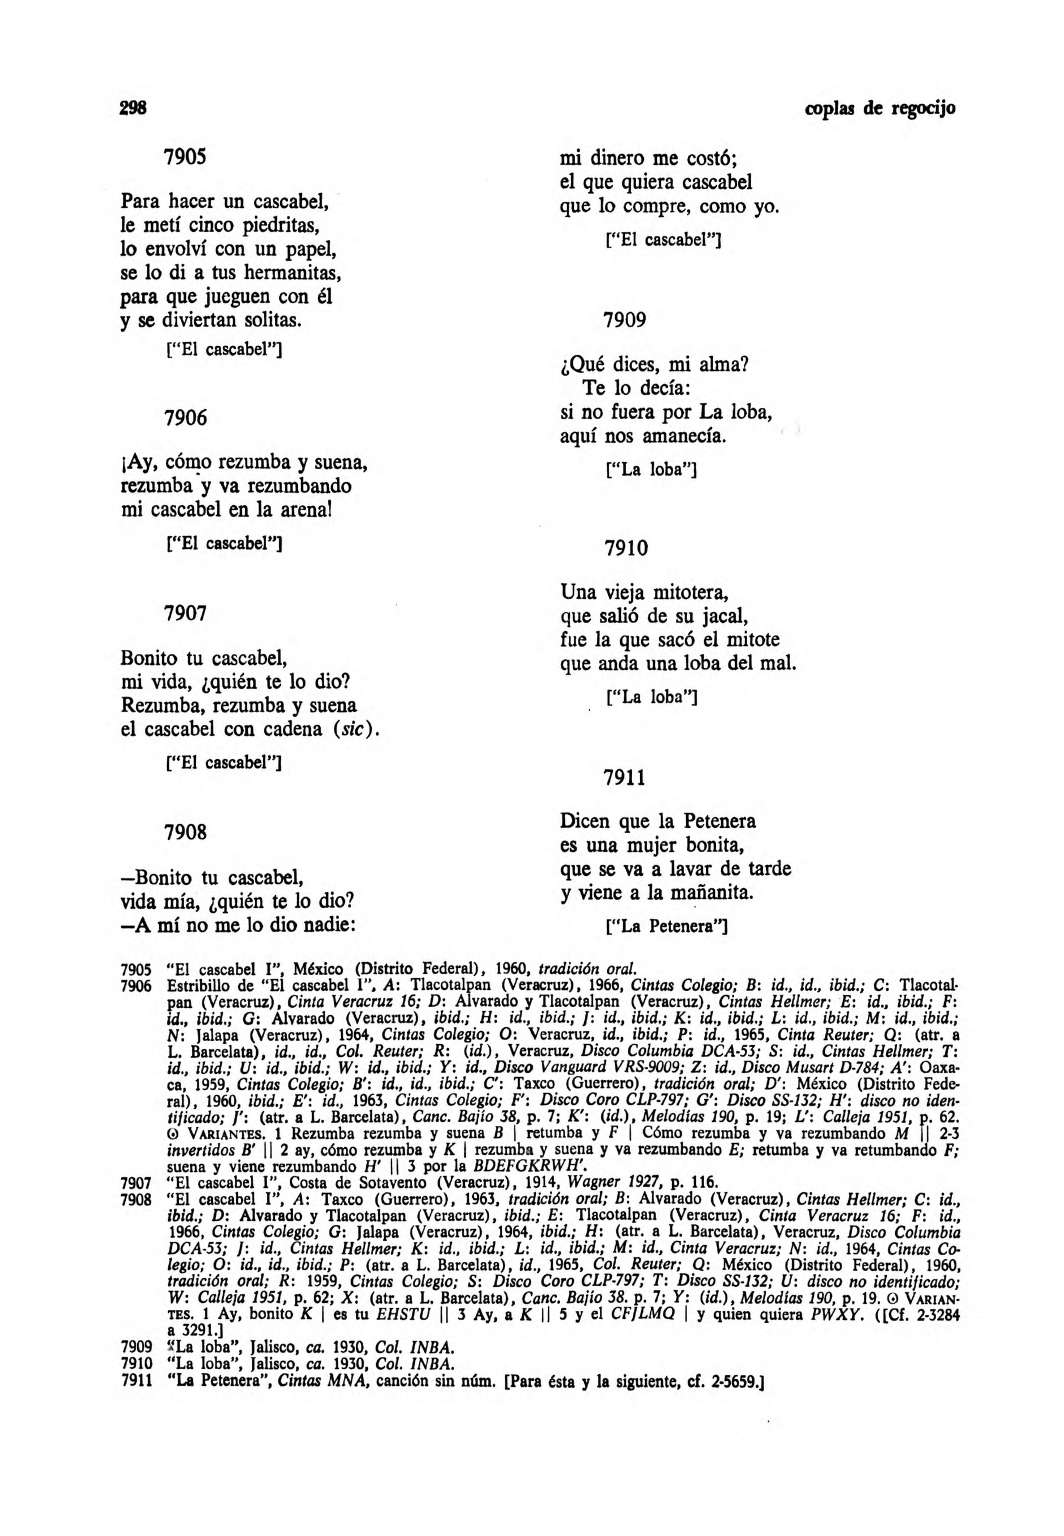 298
coplas de regocijo
7905
Para hacer un cascabel,
le metí cinco piedritas,
lo envolví con un papel,
se lo di a tus hermanitas,
para que jueguen con él
y se diviertan solitas.
["El cascabel"]
7906
¡Ay, cómo rezumba y suena,
rezumba y va rezumbando
mi cascabel en la arena!
["El cascabel"]
7907
Bonito tu cascabel,
mi vida, ¿quién te lo dio?
Rezumba, rezumba y suena
el cascabel con cadena (sic).
["El cascabel"]
7908
—Bonito tu cascabel,
vida mía, ¿quién te lo dio?
—A mí no me lo dio nadie:
mi dinero me costó;
el que quiera cascabel
que lo compre, como yo.
["El cascabel"]
7909
¿Qué dices, mi alma?
Te lo decía:
si no fuera por La loba,
aquí nos amanecía.
["La loba"]
7910
Una vieja mitotera,
que salió de su jacal,
fue la que sacó el mitote
que anda una loba del mal.
["La loba"]
7911
Dicen que la Petenera
es una mujer bonita,
que se va a lavar de tarde
y viene a la mañanita.
["La Petenera"]
7905 "El cascabel I", México (Distrito Federal), 1960, tradición oral.
7906 Estribillo de "El cascabel I", A: Tlacotalpan (Veracruz), 1966, Cintas Colegio; B: id., id., ibid.; C: Tlacotal-
pan (Veracruz), Cinta Veracruz 16; D: Alvarado y Tlacotalpan (Veracruz), Cintas Hellmer; E: id., ibid.; F:
id., ibid.; G: Alvarado (Veracruz), ibid.; H: id., ibid.; J: id., ibid.; K: id., ibid.; L: id., ibid.; M: id., ibid.;
N: Jalapa (Veracruz), 1964, Cintas Colegio; O: Veracruz, id., ibid.; P: id., 1965, Cinta Reuter; Q: (atr. a
L. Barcelata), id., id., Col. Reuter; R: (id.), Veracruz, Disco Columbia DCA-53; S: id., Cintas Hellmer; T:
id., ibid.; U: id., ibid.; W: id., ibid.; Y: id., Disco Vanguard VRS-9009; Z: id., Disco Musart D-784; A': Oaxa-
ca, 1959, Cintas Colegio; B': id., id., ibid.; C': Taxco (Guerrero), tradición oral; D': México (Distrito Fede-
ral), 1960, ibid.; E': id., 1963, Cintas Colegio; F': Disco Coro CLP-797; G': Disco SS-132; H': disco no iden-
tificado; J': (atr. a L. Barcelata), Canc. Bajío 38, p. 7; K': (id.), Melodías 190, p. 19; L': Calleja 1951, p. 62.
⊙ VARIANTES. 1 Rezumba rezumba y suena B | retumba y F | Cómo rezumba y va rezumbando M || 2-3
invertidos B' || 2 ay, cómo rezumba y K | rezumba y suena y va rezumbando E; retumba y va retumbando F;
suena y viene rezumbando H' || 3 por la BDEFGKRWH'.
7907 "El cascabel I", Costa de Sotavento (Veracruz), 1914, Wagner 1927, p. 116.
7908 "El cascabel I", A: Taxco (Guerrero), 1963, tradición oral; B: Alvarado (Veracruz), Cintas Hellmer; C: id.,
ibid.; D: Alvarado y Tlacotalpan (Veracruz), ibid.; E: Tlacotalpan (Veracruz), Cinta Veracruz 16; F: id.,
1966, Cintas Colegio; G: Jalapa (Veracruz), 1964, ibid.; H: (atr. a L. Barcelata), Veracruz, Disco Columbia
DCA-53; J: id., Cintas Hellmer; K: id., ibid.; L: id., ibid.; M: id., Cinta Veracruz; N: id., 1964, Cintas Co-
legio; O: id., id., ibid.; P: (atr. a L. Barcelata), id., 1965, Col. Reuter; Q: México (Distrito Federal), 1960,
tradición oral; R: 1959, Cintas Colegio; S: Disco Coro CLP-797; T: Disco SS-132; U: disco no identificado;
W: Calleja 1951, p. 62; X: (atr. a L. Barcelata), Canc. Bajío 38. p. 7; Y: (id.), Melodías 190, p. 19. ⊙ VARIAN-
TES. 1 Ay, bonito K | es tu EHSTU || 3 Ay, a K || 5 y el CFJLMQ | y quien quiera PWXY. ([Cf. 2-3284
a 3291.]
7909 "La loba", Jalisco, ca. 1930, Col. INBA.
7910 "La loba", Jalisco, ca. 1930, Col. INBA.
7911 "La Petenera", Cintas MNA, canción sin núm. [Para ésta y la siguiente, cf. 2-5659.]